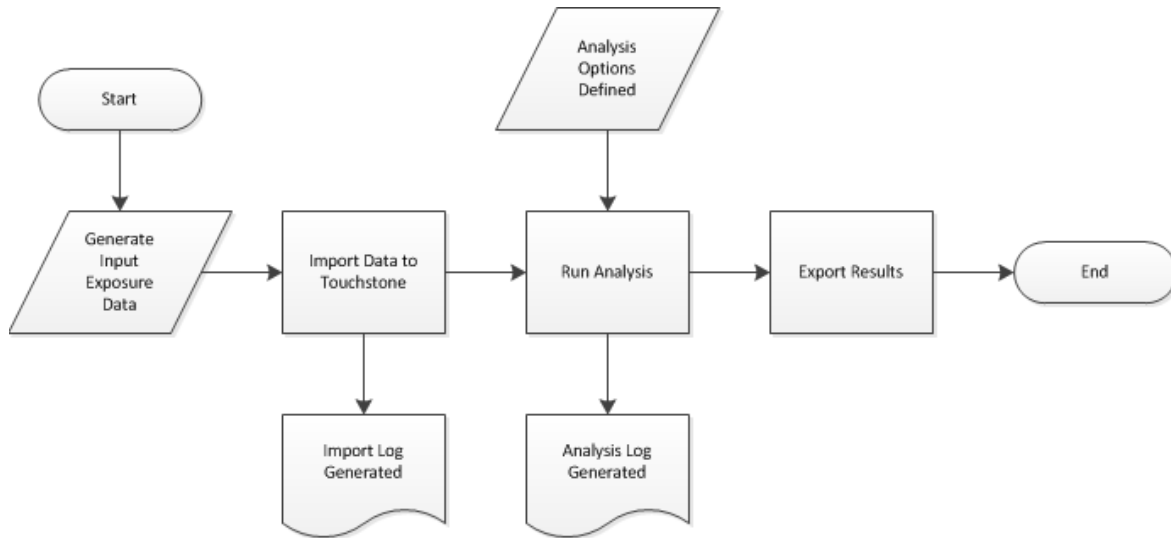 Analysis
Options
Defined
Start
Generate
Input
Exposure
Data
Import Data to
Touchstone
Run Analysis
Export Results
End
Import Log
Generated
Analysis Log
Generated